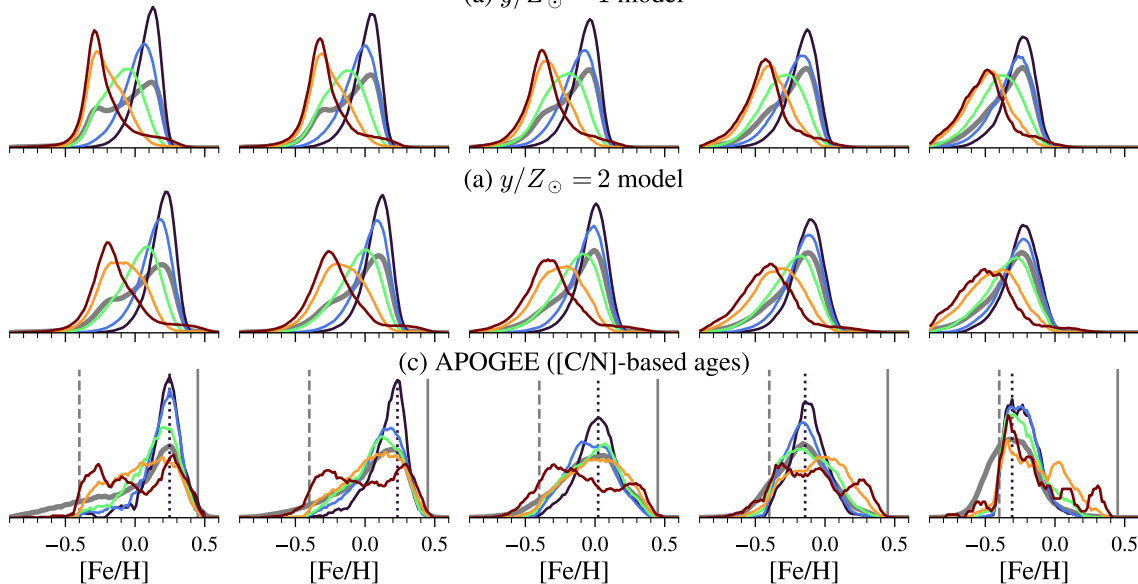 (a) y/Z⊙ = 1 model
(a) y/Z⊙ = 2 model
(c) APOGEE ([C/N]-based ages)
−0.5 0.0 0.5 −0.5 0.0 0.5 −0.5 0.0 0.5 −0.5 0.0 0.5 −0.5 0.0 0.5
[Fe/H] [Fe/H] [Fe/H] [Fe/H] [Fe/H]